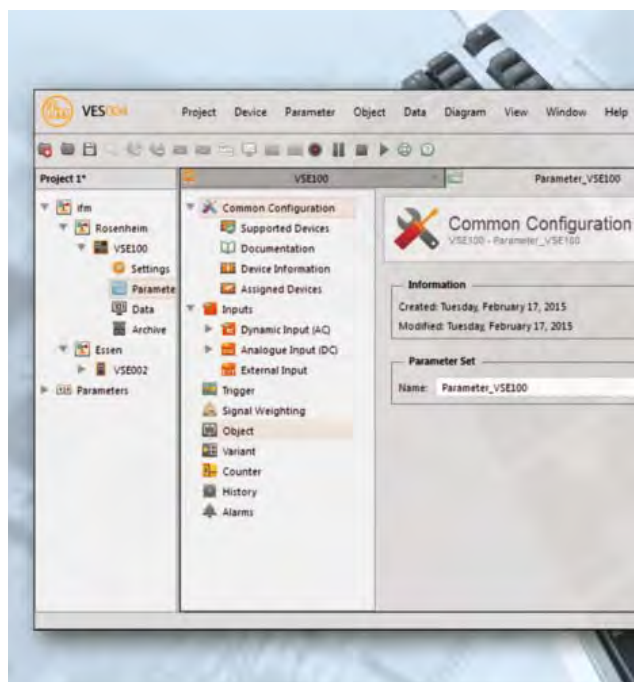 ifm
VES004
Project Device Parameter Object Data Diagram View Window Help
Project 1*
VSE100
Parameter_VSE100
ifm
Rosenheim
VSE100
Settings
Paramete
Data
Archive
Essen
VSE002
Parameters
Common Configuration
Supported Devices
Documentation
Device Information
Assigned Devices
Inputs
Dynamic Input (AC)
Analogue Input (DC)
External Input
Trigger
Signal Weighting
Object
Variant
Counter
History
Alarms
Common Configuration
VSE100 - Parameter_VSE100
Information
Created: Tuesday, February 17, 2015
Modified: Tuesday, February 17, 2015
Parameter Set
Name: Parameter_VSE100